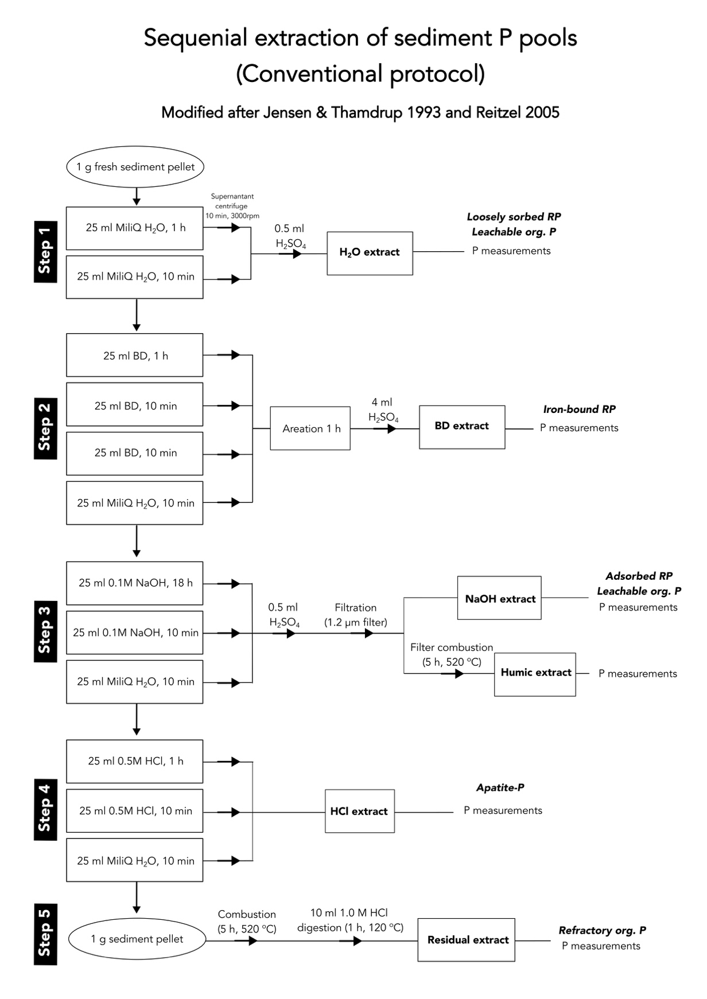 Sequenial extraction of sediment P pools
(Conventional protocol)
Modified after Jensen & Thamdrup 1993 and Reitzel 2005
1 g fresh sediment pellet
Step 1
25 ml MiliQ H₂O, 1 h
25 ml MiliQ H₂O, 10 min
Supernantant
centrifuge
10 min, 3000rpm
0.5 ml
H₂SO₄
H₂O extract
Loosely sorbed RP
Leachable org. P
P measurements
Step 2
25 ml BD, 1 h
25 ml BD, 10 min
25 ml BD, 10 min
25 ml MiliQ H₂O, 10 min
Areation 1 h
4 ml
H₂SO₄
BD extract
Iron-bound RP
P measurements
Step 3
25 ml 0.1M NaOH, 18 h
25 ml 0.1M NaOH, 10 min
25 ml MiliQ H₂O, 10 min
0.5 ml
H₂SO₄
Filtration
(1.2 µm filter)
NaOH extract
Adsorbed RP
Leachable org. P
P measurements
Filter combustion
(5 h, 520 ºC)
Humic extract
P measurements
Step 4
25 ml 0.5M HCl, 1 h
25 ml 0.5M HCl, 10 min
25 ml MiliQ H₂O, 10 min
HCl extract
Apatite-P
P measurements
Step 5
1 g sediment pellet
Combustion
(5 h, 520 ºC)
10 ml 1.0 M HCl
digestion (1 h, 120 ºC)
Residual extract
Refractory org. P
P measurements